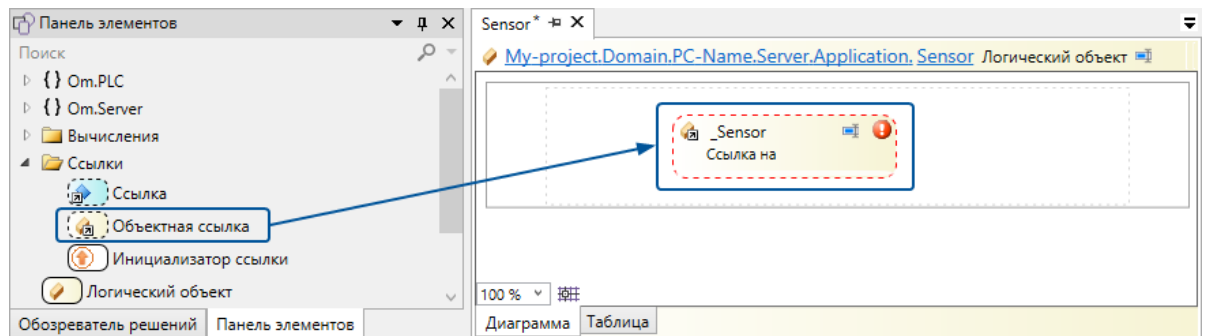 Панель элементов
Поиск
{} Om.PLC
{} Om.Server
Вычисления
Ссылки
Ссылка
Объектная ссылка
Инициализатор ссылки
Логический объект
Обозреватель решений
Панель элементов
Sensor*
My-project.Domain.PC-Name.Server.Application. Sensor Логический объект
_Sensor
Ссылка на
100 %
Диаграмма
Таблица